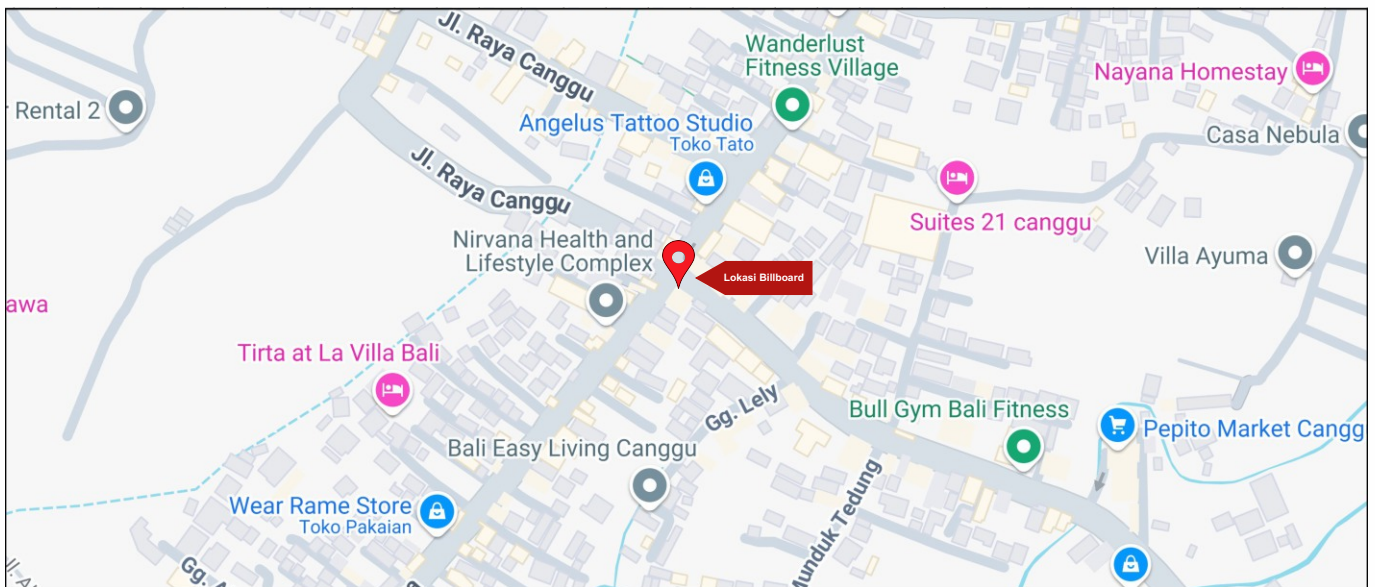 Jl. Raya Canggu
Wanderlust
Fitness Village
Nayana Homestay
Rental 2
Angelus Tattoo Studio
Toko Tato
Casa Nebula
Jl. Raya Canggu
Suites 21 canggu
Nirvana Health and
Lifestyle Complex
Villa Ayuma
Lokasi Billboard
awa
Tirta at La Villa Bali
Gg. Lely
Bull Gym Bali Fitness
Pepito Market Cangg
Bali Easy Living Canggu
Wear Rame Store
Toko Pakaian
Munduk Tedung
Gg.